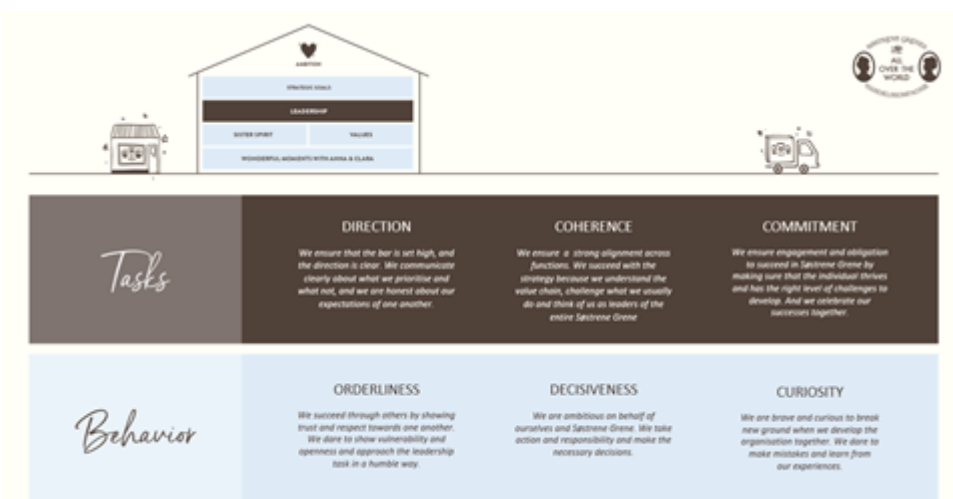 AMBITION
STRATEGIC GOALS
LEADERSHIP
SISTER SPIRIT
VALUES
WONDERFUL MOMENTS WITH ANNA & CLARA
SØSTRENE GRENES
ALL
OVER THE
WORLD
Tasks
DIRECTION
We ensure that the bar is set high, and
the direction is clear. We communicate
clearly about what we prioritise and
what not, and we are honest about our
expectations of one another.
COHERENCE
We ensure a strong alignment across
functions. We succeed with the
strategy because we understand the
value chain, challenge what we usually
do and think of us as leaders of the
entire Søstrene Grene
COMMITMENT
We ensure engagement and obligation
to succeed in Søstrene Grene by
making sure that the individual thrives
and has the right level of challenges to
develop. And we celebrate our
successes together.
Behavior
ORDERLINESS
We succeed through others by showing
trust and respect towards one another.
We dare to show vulnerability and
openness and approach the leadership
task in a humble way.
DECISIVENESS
We are ambitious on behalf of
ourselves and Søstrene Grene. We take
action and responsibility and make the
necessary decisions.
CURIOSITY
We are brave and curious to break
new ground when we develop the
organisation together. We dare to
make mistakes and learn from
our experiences.